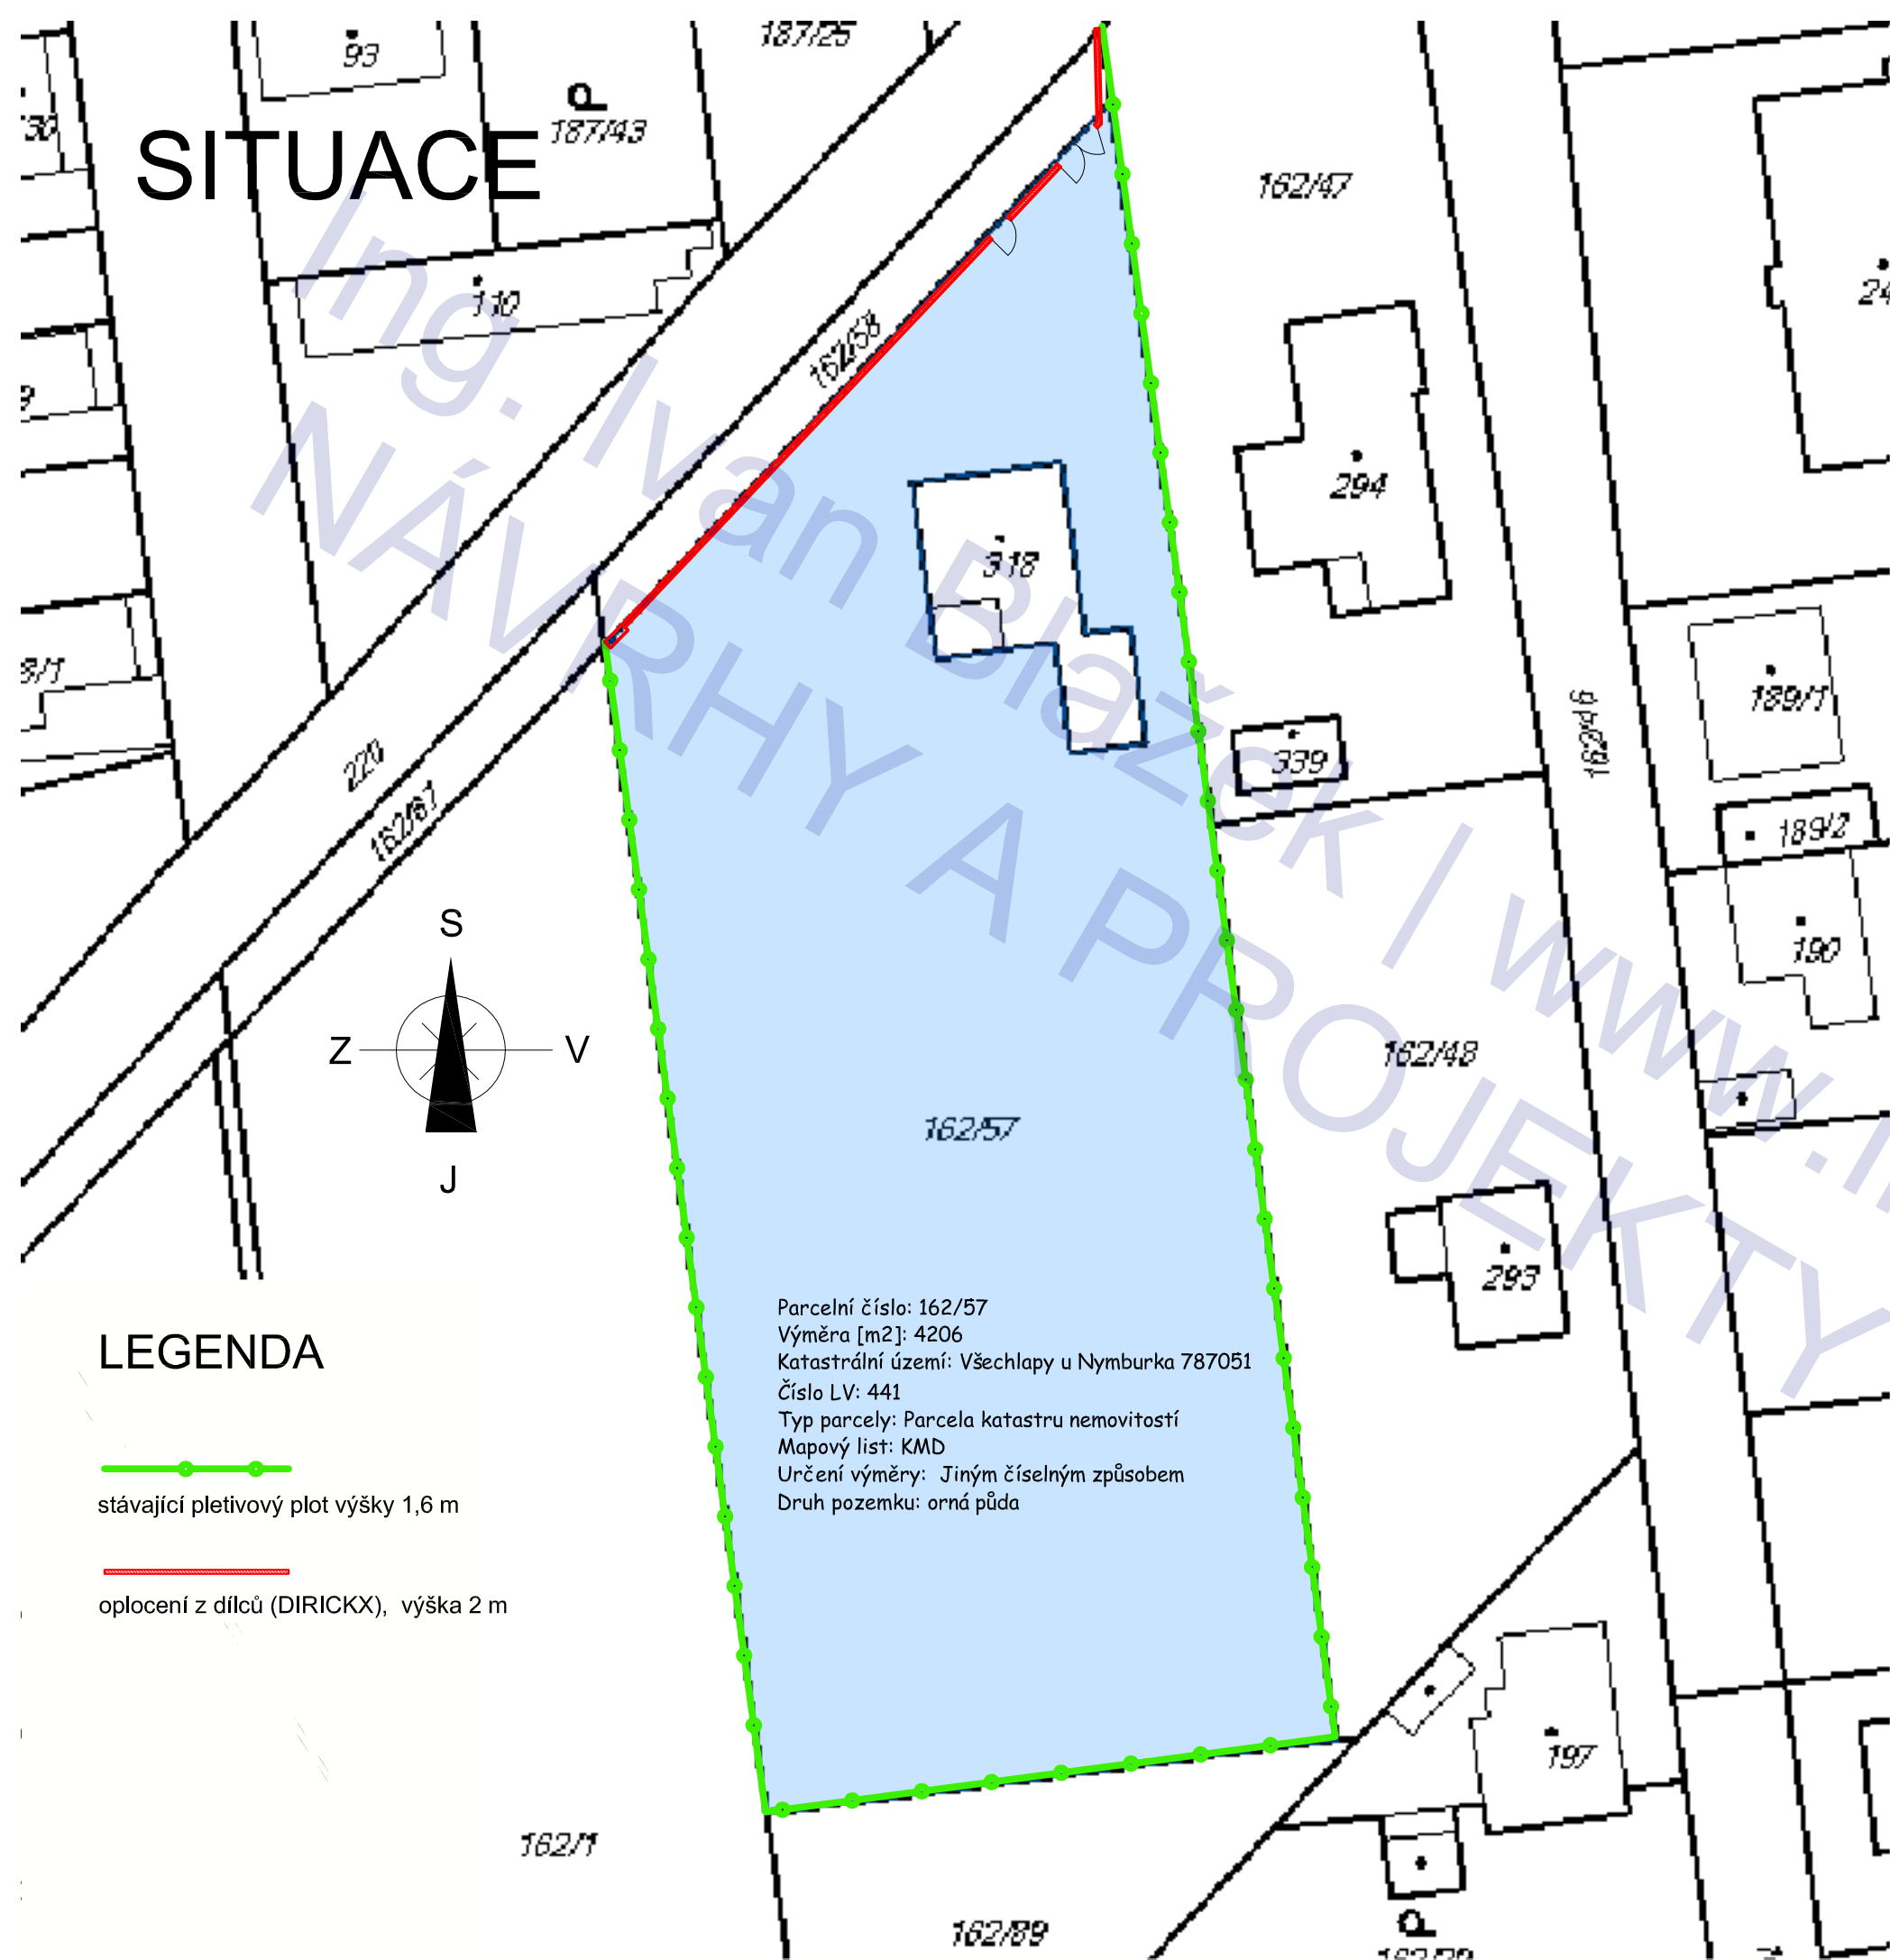 187/25
93
P
187/43
SITUACE
162/47
110
162/58
294
318
189/1
162/46
339
220
162/61
189/2
190
S
Z
V
J
162/48
162/57
293
Parcelní číslo: 162/57
Výměra [m2]: 4206
Katastrální území: Všechlapy u Nymburka 787051
Číslo LV: 441
Typ parcely: Parcela katastru nemovitostí
Mapový list: KMD
Určení výměry: Jiným číselným způsobem
Druh pozemku: orná půda
LEGENDA
stávající pletivový plot výšky 1,6 m
oplocení z dílců (DIRICKX), výška 2 m
197
162/1
162/89
P
Ing. Ivan Blažek / www.
NÁVRHY A PROJEKTY